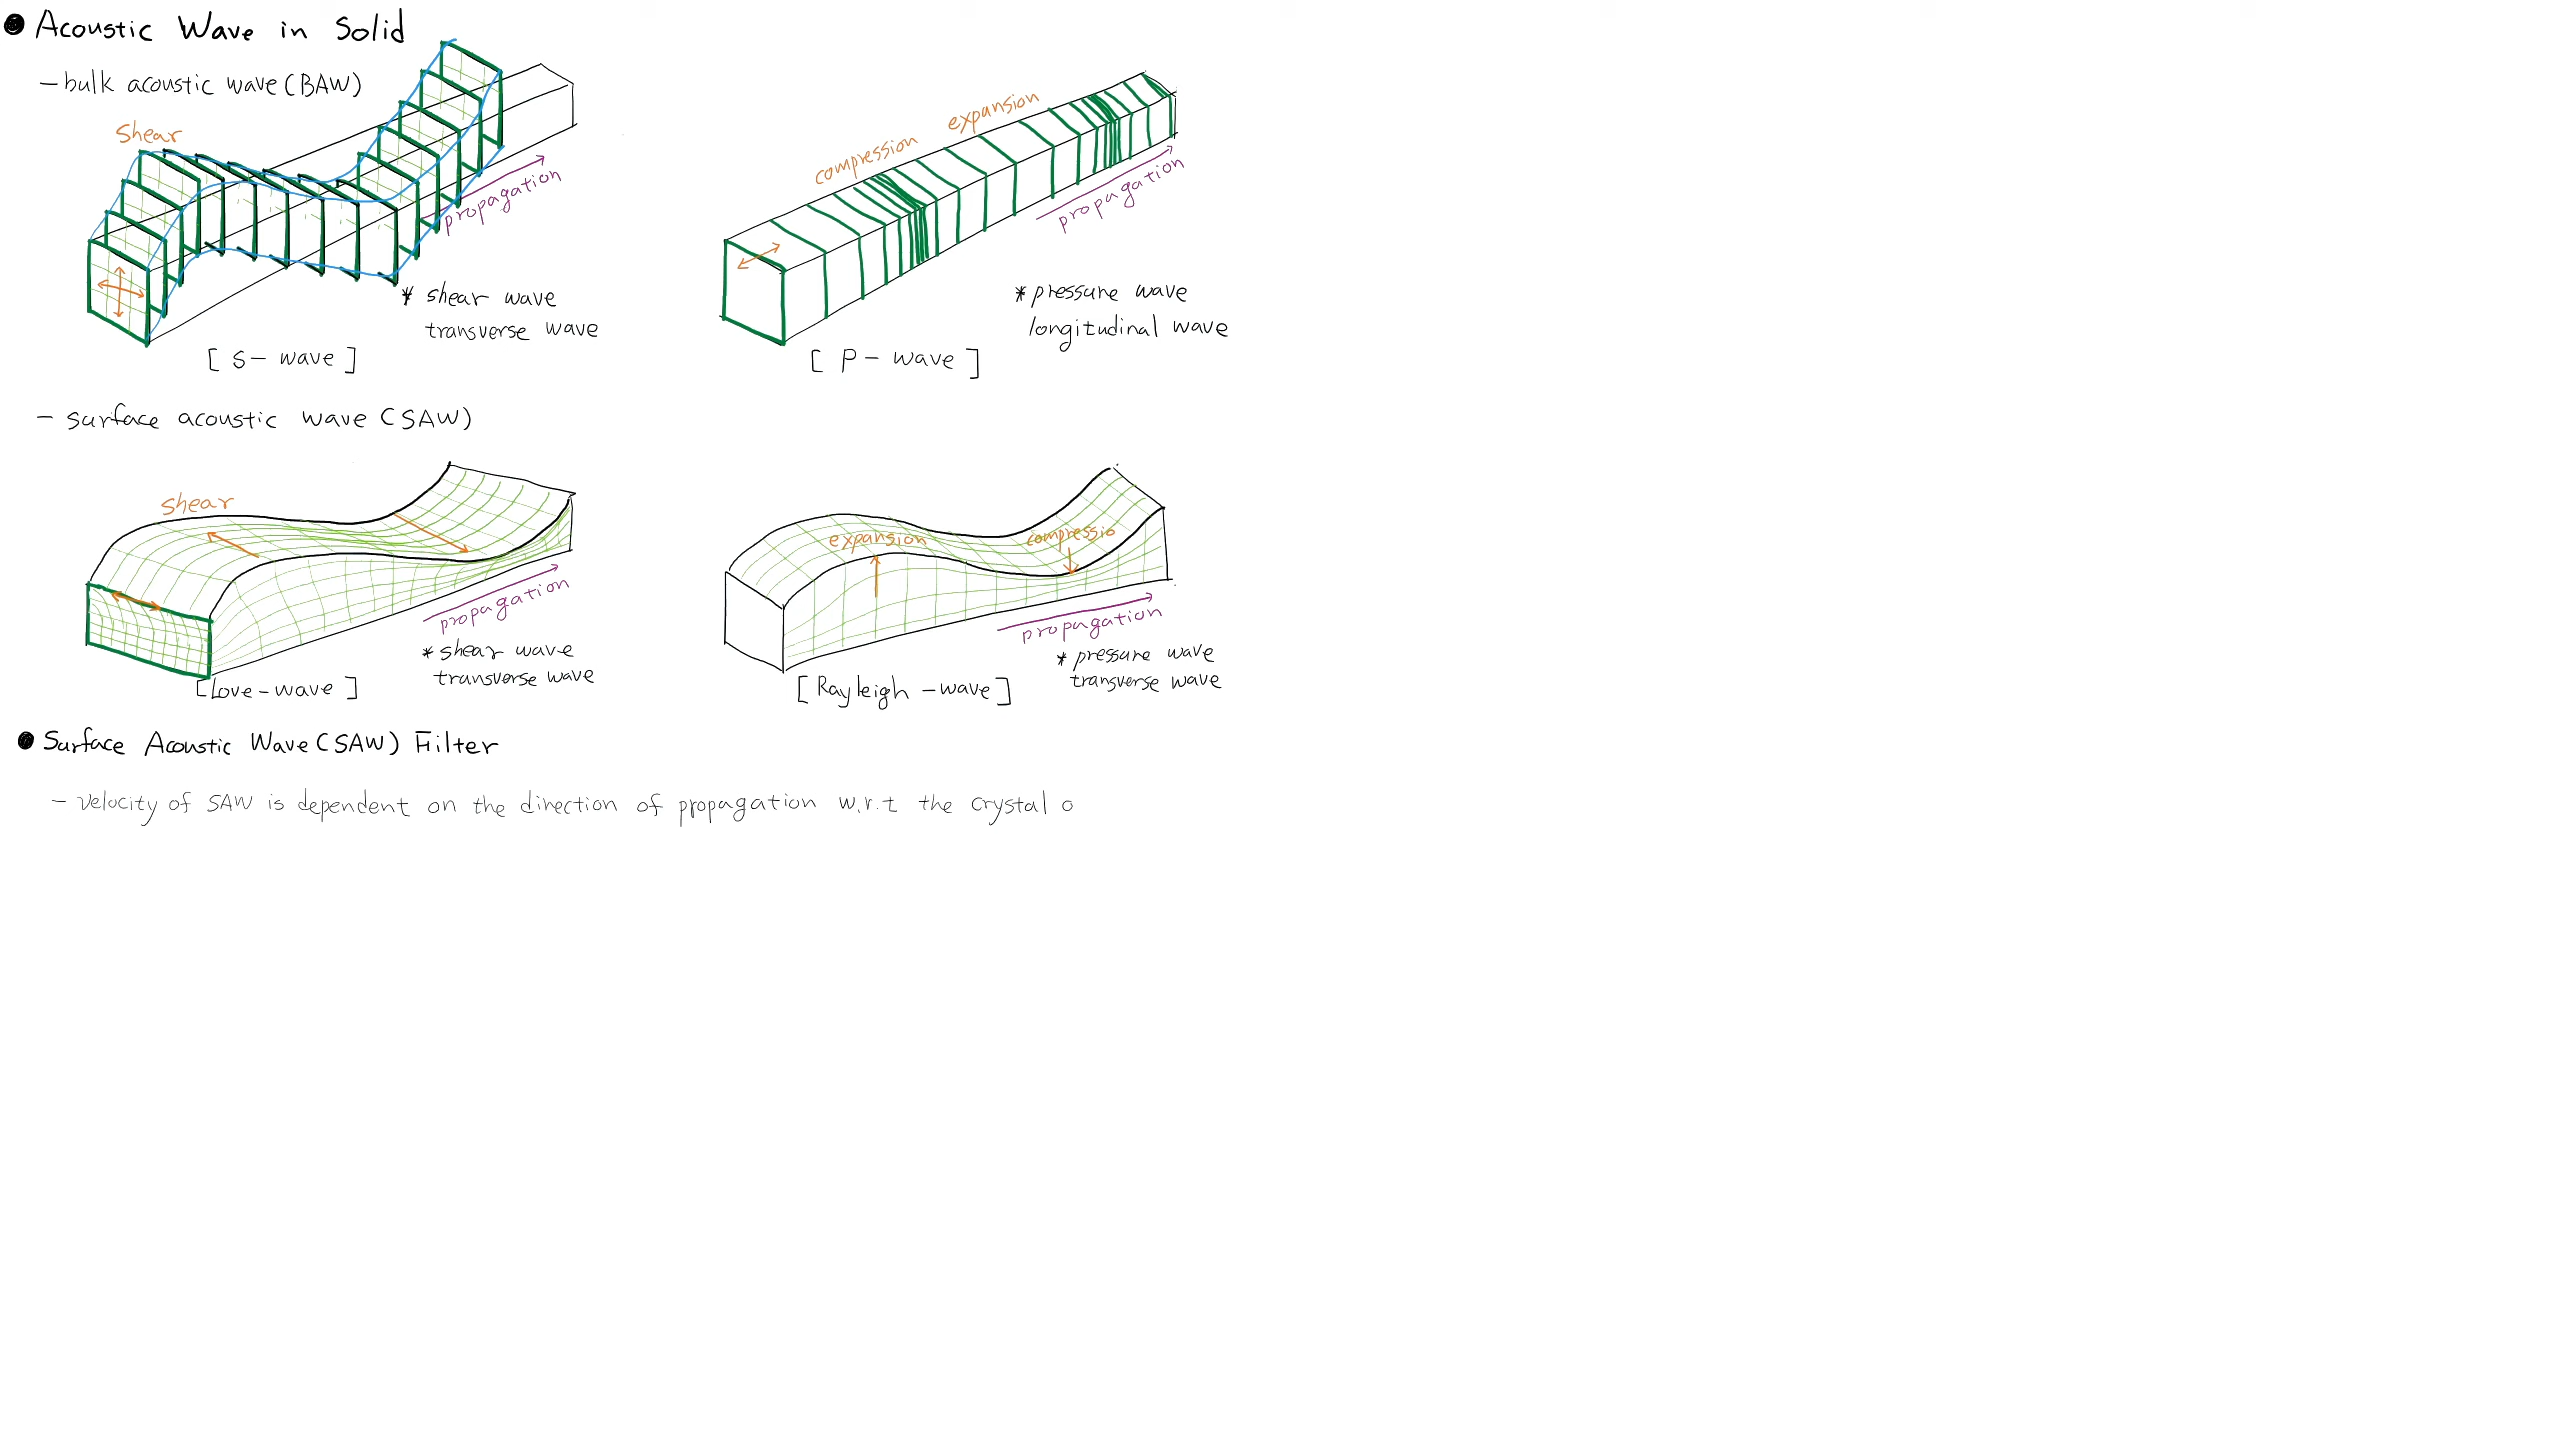 ● Acoustic Wave in Solid
- bulk acoustic wave (BAW)
shear
propagation
* shear wave
transverse wave
[ S - wave ]
compression
expansion
propagation
* pressure wave
longitudinal wave
[ P - wave ]
- surface acoustic wave (SAW)
shear
propagation
* shear wave
transverse wave
[Love - wave ]
expansion
compressio
propagation
* pressure wave
transverse wave
[ Rayleigh - wave ]
● Surface Acoustic Wave (SAW) Filter
- velocity of SAW is dependent on the direction of propagation w.r.t the crystal o